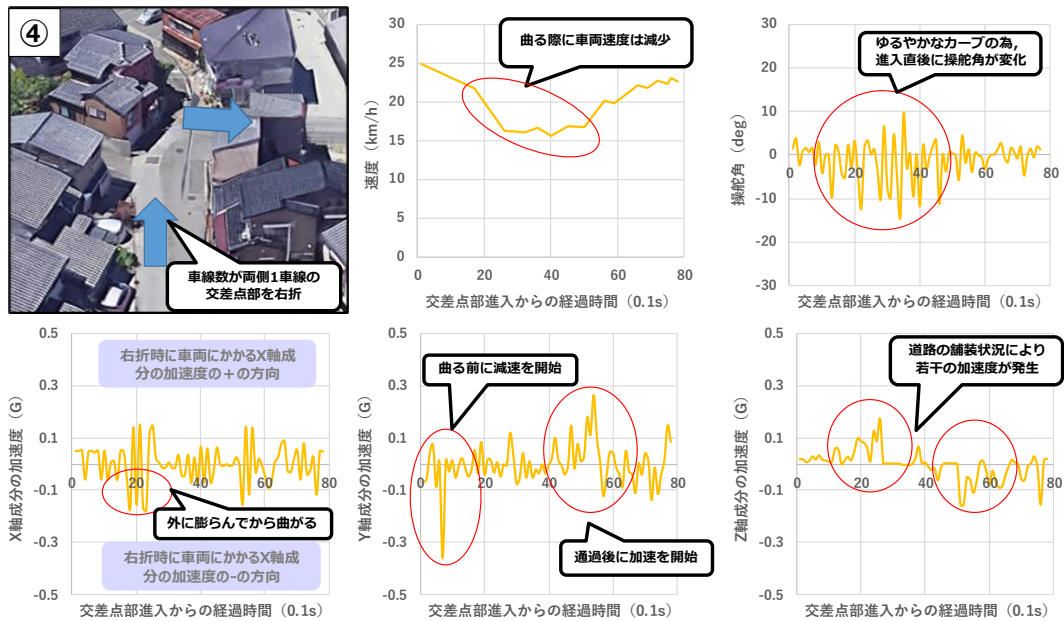 ④
車線数が両側1車線の
交差点部を右折
30
25
20
15
10
5
0
0
20
40
60
80
速度（km/h）
交差点部進入からの経過時間（0.1s）
曲る際に車両速度は減少
30
20
10
0
-10
-20
-30
0
20
40
60
80
操舵角（deg）
交差点部進入からの経過時間（0.1s）
ゆるやかなカーブの為，
進入直後に操舵角が変化
0.5
0.3
0.1
-0.1
-0.3
-0.5
0
20
40
60
80
X軸成分の加速度（G）
交差点部進入からの経過時間（0.1s）
右折時に車両にかかるX軸成
分の加速度の＋の方向
外に膨らんでから曲がる
右折時に車両にかかるX軸成
分の加速度の-の方向
0.5
0.3
0.1
-0.1
-0.3
-0.5
0
20
40
60
80
Y軸成分の加速度（G）
交差点部進入からの経過時間（0.1s）
曲る前に減速を開始
通過後に加速を開始
0.5
0.3
0.1
-0.1
-0.3
-0.5
0
20
40
60
80
Z軸成分の加速度（G）
交差点部進入からの経過時間（0.1s）
道路の舗装状況により
若干の加速度が発生